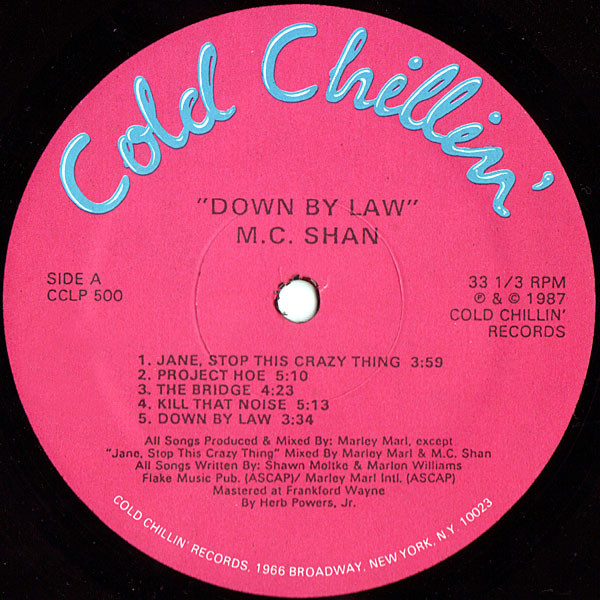 Cold Chillin'
"DOWN BY LAW"
M.C. SHAN
SIDE A
CCLP 500
33 1/3 RPM
℗ & © 1987
COLD CHILLIN'
RECORDS
1. JANE, STOP THIS CRAZY THING 3:59
2. PROJECT HOE 5:10
3. THE BRIDGE 4:23
4. KILL THAT NOISE 5:13
5. DOWN BY LAW 3:34
All Songs Produced & Mixed By: Marley Marl, except
"Jane, Stop This Crazy Thing" Mixed By Marley Marl & M.C. Shan
All Songs Written By: Shawn Moltke & Marlon Williams
Flake Music Pub. (ASCAP)/ Marley Marl Intl. (ASCAP)
Mastered at Frankford Wayne
By Herb Powers, Jr.
COLD CHILLIN' RECORDS, 1966 BROADWAY, NEW YORK, N.Y. 10023